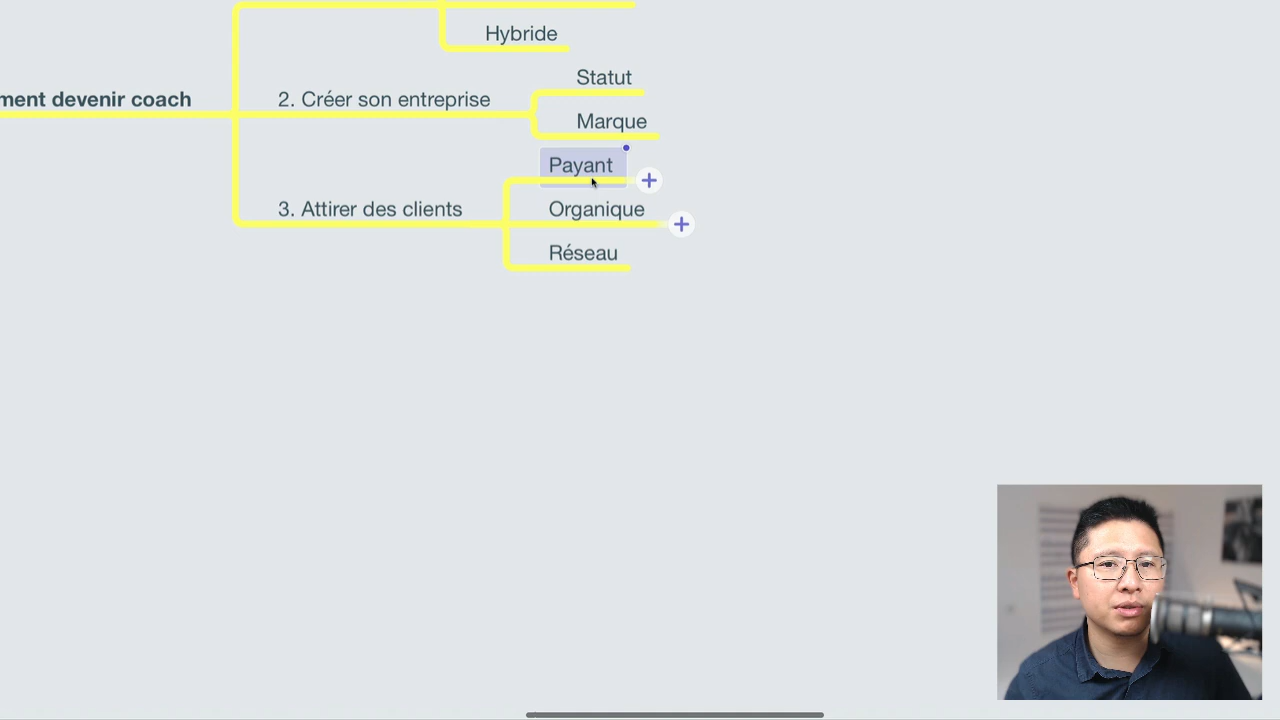 Hybride
Statut
2. Créer son entreprise
ment devenir coach
Marque
Payant
3. Attirer des clients
Organique
Réseau